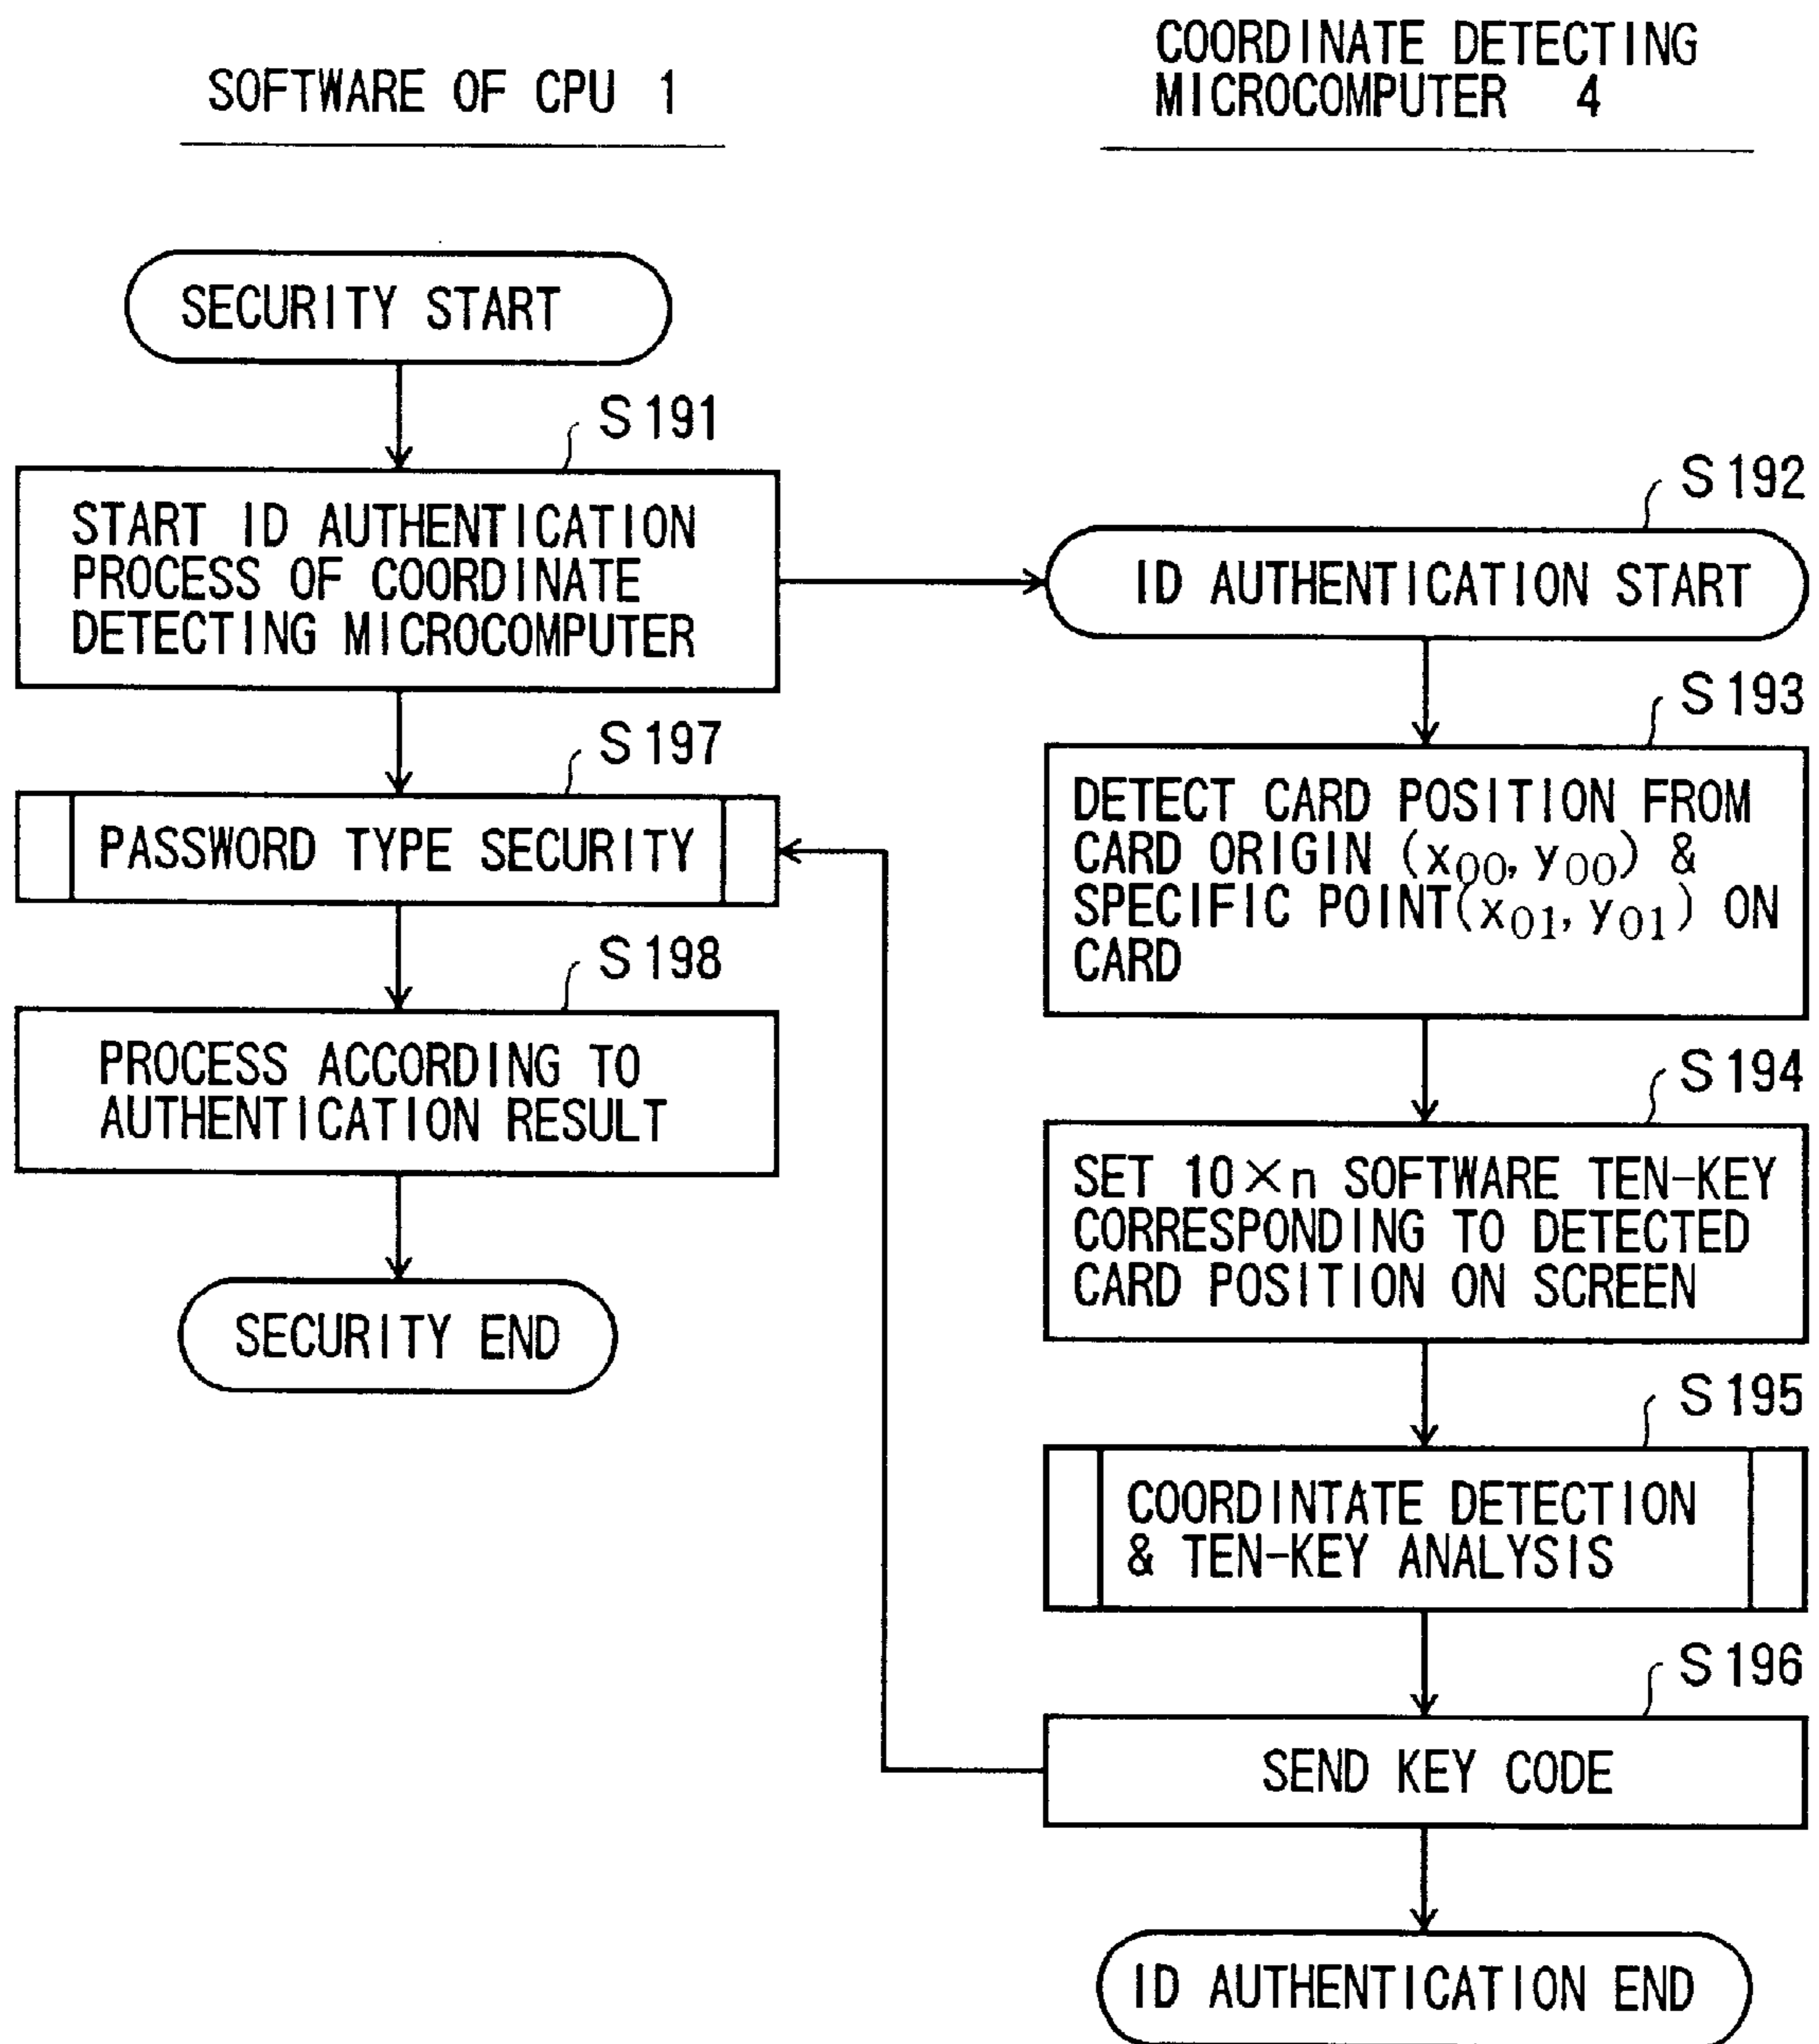 SOFTWARE OF CPU 1
COORDINATE DETECTING
MICROCOMPUTER 4
SECURITY START
S191
START ID AUTHENTICATION
PROCESS OF COORDINATE
DETECTING MICROCOMPUTER
S197
PASSWORD TYPE SECURITY
S198
PROCESS ACCORDING TO
AUTHENTICATION RESULT
SECURITY END
S192
ID AUTHENTICATION START
S193
DETECT CARD POSITION FROM
CARD ORIGIN (x00, y00) &
SPECIFIC POINT(x01, y01) ON
CARD
S194
SET 10×n SOFTWARE TEN-KEY
CORRESPONDING TO DETECTED
CARD POSITION ON SCREEN
S195
COORDINTATE DETECTION
& TEN-KEY ANALYSIS
S196
SEND KEY CODE
ID AUTHENTICATION END